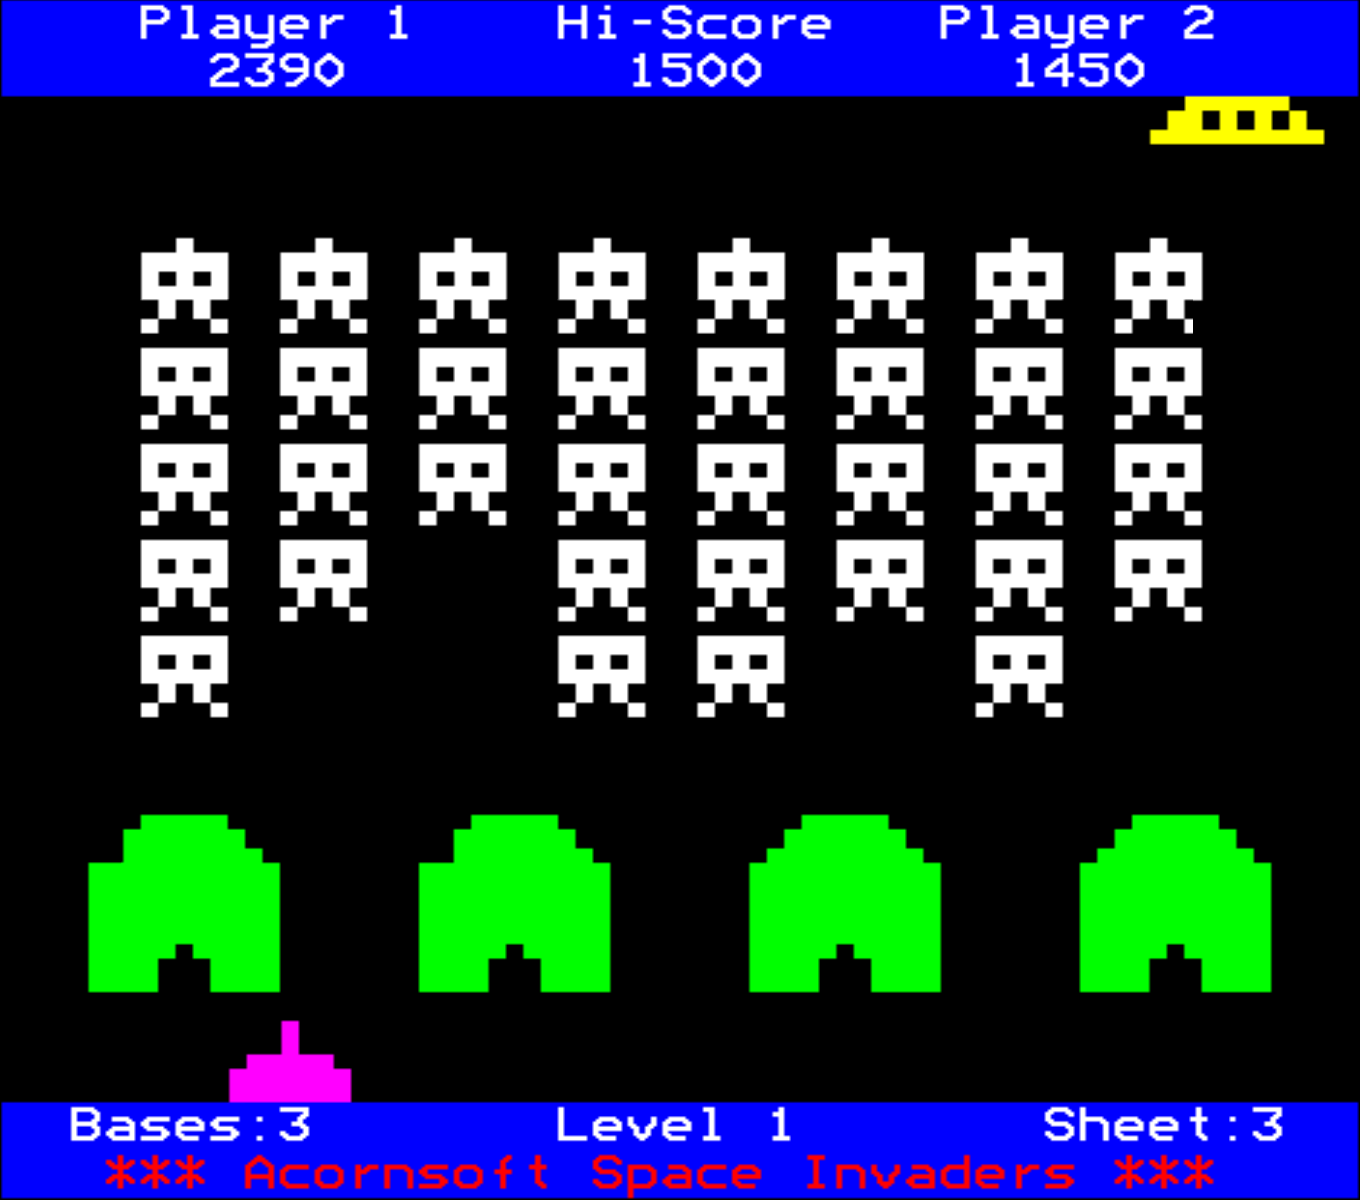 Player 1 Hi-Score Player 2
2390 1500 1450
Bases:3 Level 1 Sheet:3
*** Acornsoft Space Invaders ***